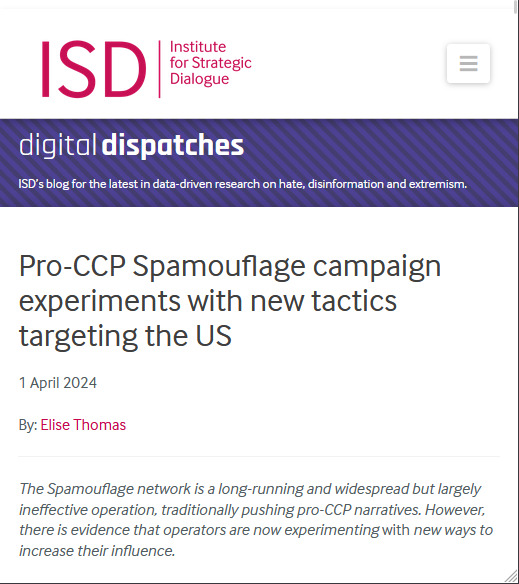 ISD
Institute
for Strategic
Dialogue
digital dispatches
ISD's blog for the latest in data-driven research on hate, disinformation and extremism.
Pro-CCP Spamouflage campaign
experiments with new tactics
targeting the US
1 April 2024
By: Elise Thomas
The Spamouflage network is a long-running and widespread but largely
ineffective operation, traditionally pushing pro-CCP narratives. However,
there is evidence that operators are now experimenting with new ways to
increase their influence.